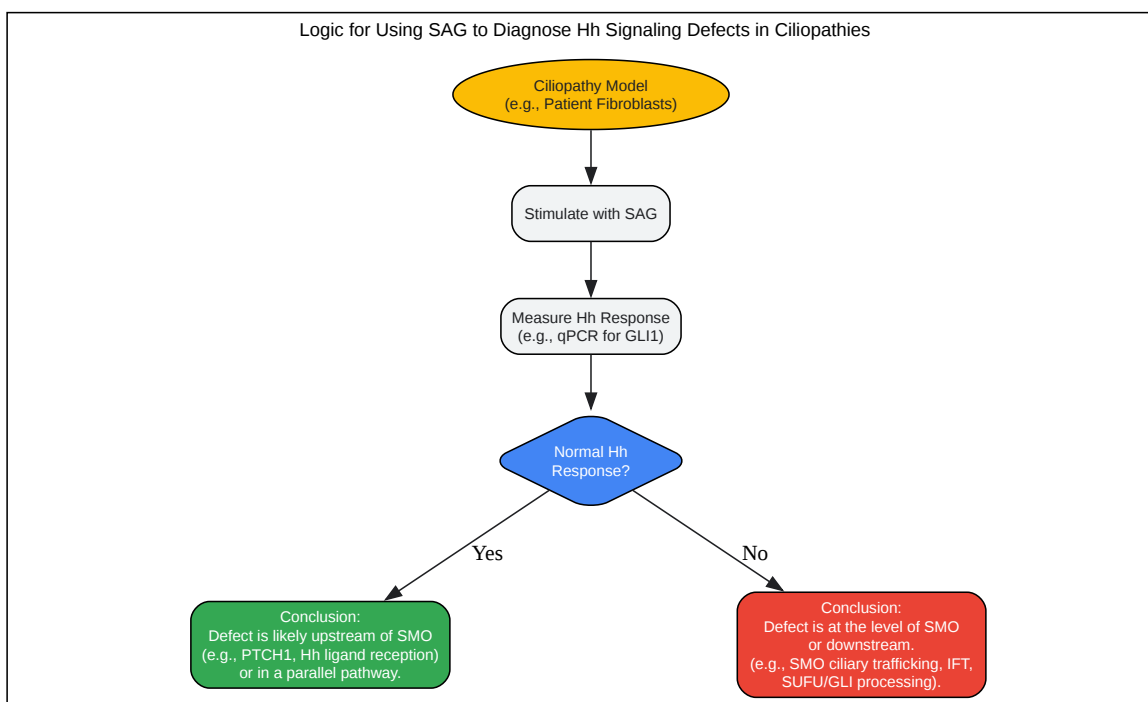 Logic for Using SAG to Diagnose Hh Signaling Defects in Ciliopathies
Ciliopathy Model
(e.g., Patient Fibroblasts)
Stimulate with SAG
Measure Hh Response
(e.g., qPCR for GLI1)
Normal Hh
Response?
Yes
No
Conclusion:
Defect is likely upstream of SMO
(e.g., PTCH1, Hh ligand reception)
or in a parallel pathway.
Conclusion:
Defect is at the level of SMO
or downstream.
(e.g., SMO ciliary trafficking, IFT,
SUFU/GLI processing).